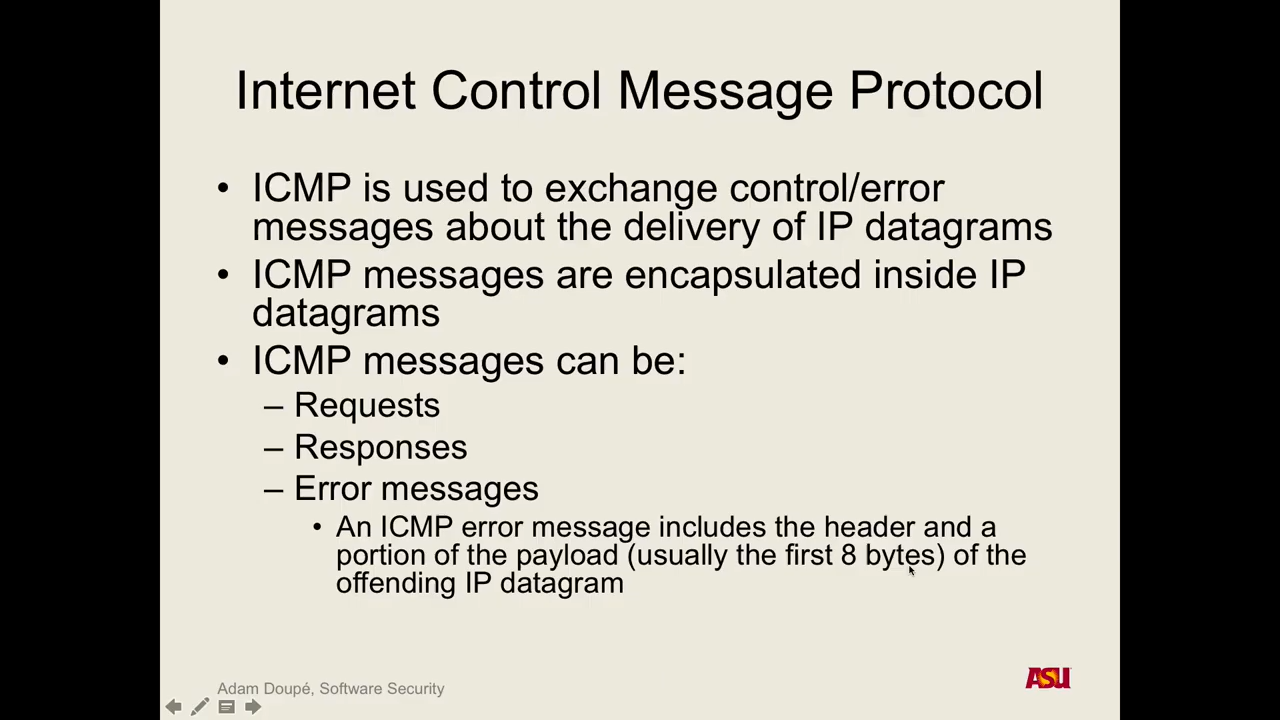 Internet Control Message Protocol
• ICMP is used to exchange control/error
messages about the delivery of IP datagrams
• ICMP messages are encapsulated inside IP
datagrams
• ICMP messages can be:
– Requests
– Responses
– Error messages
• An ICMP error message includes the header and a
portion of the payload (usually the first 8 bytes) of the
offending IP datagram
Adam Doupé, Software Security
ASU